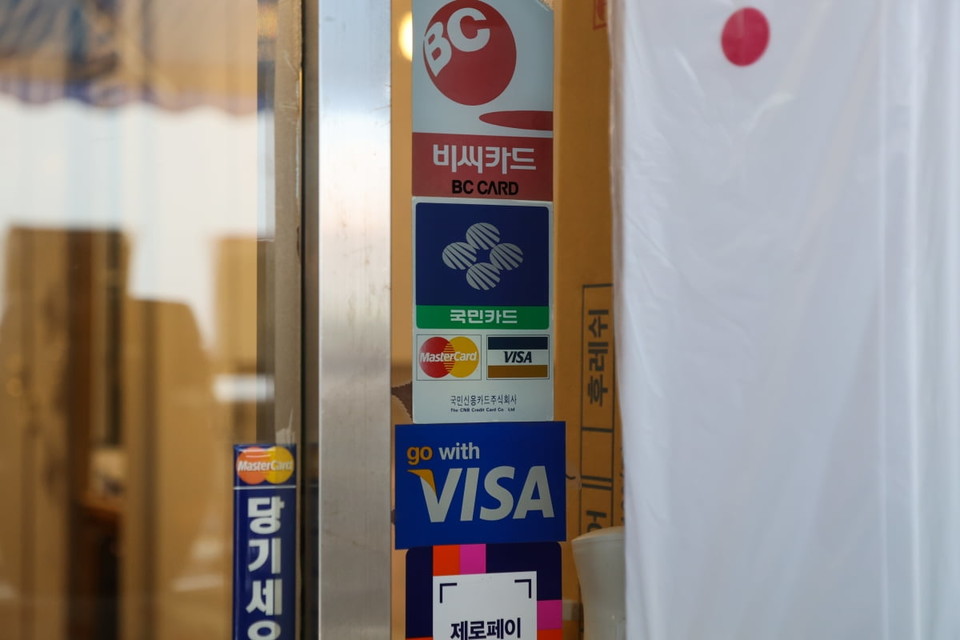 BC
비씨카드
BC CARD
국민카드
MasterCard
VISA
국민신용카드주식회사
The CNB Credit Card Co Ltd
go with
VISA
제로페이
MasterCard
당기세
후레쉬